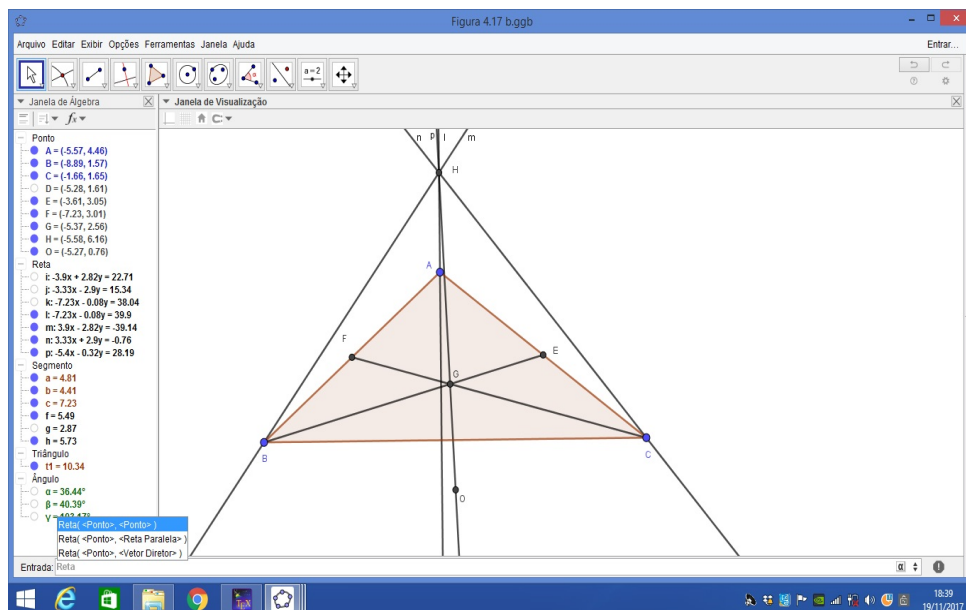 Figura 4.17 b.ggb
Arquivo Editar Exibir Opções Ferramentas Janela Ajuda
Entrar...
a=2
Janela de Álgebra
Janela de Visualização
Ponto
A = (-5.57, 4.46)
B = (-8.89, 1.57)
C = (-1.66, 1.65)
D = (-5.28, 1.61)
E = (-3.61, 3.05)
F = (-7.23, 3.01)
G = (-5.37, 2.56)
H = (-5.58, 6.16)
O = (-5.27, 0.76)
Reta
i: -3.9x + 2.82y = 22.71
j: -3.33x - 2.9y = 15.34
k: -7.23x - 0.08y = 38.04
l: -7.23x - 0.08y = 39.9
m: 3.9x - 2.82y = -39.14
n: 3.33x + 2.9y = -0.76
p: -5.4x - 0.32y = 28.19
Segmento
a = 4.81
b = 4.41
c = 7.23
f = 5.49
g = 2.87
h = 5.73
Triângulo
t1 = 10.34
Ângulo
α = 36.44°
β = 40.39°
γ = 103.17°
Reta( <Ponto>, <Ponto> )
Reta( <Ponto>, <Reta Paralela> )
Reta( <Ponto>, <Vetor Diretor> )
n p l m
H
A
F
E
G
B
C
O
Entrada: Reta
α
TEX
18:39
19/11/2017